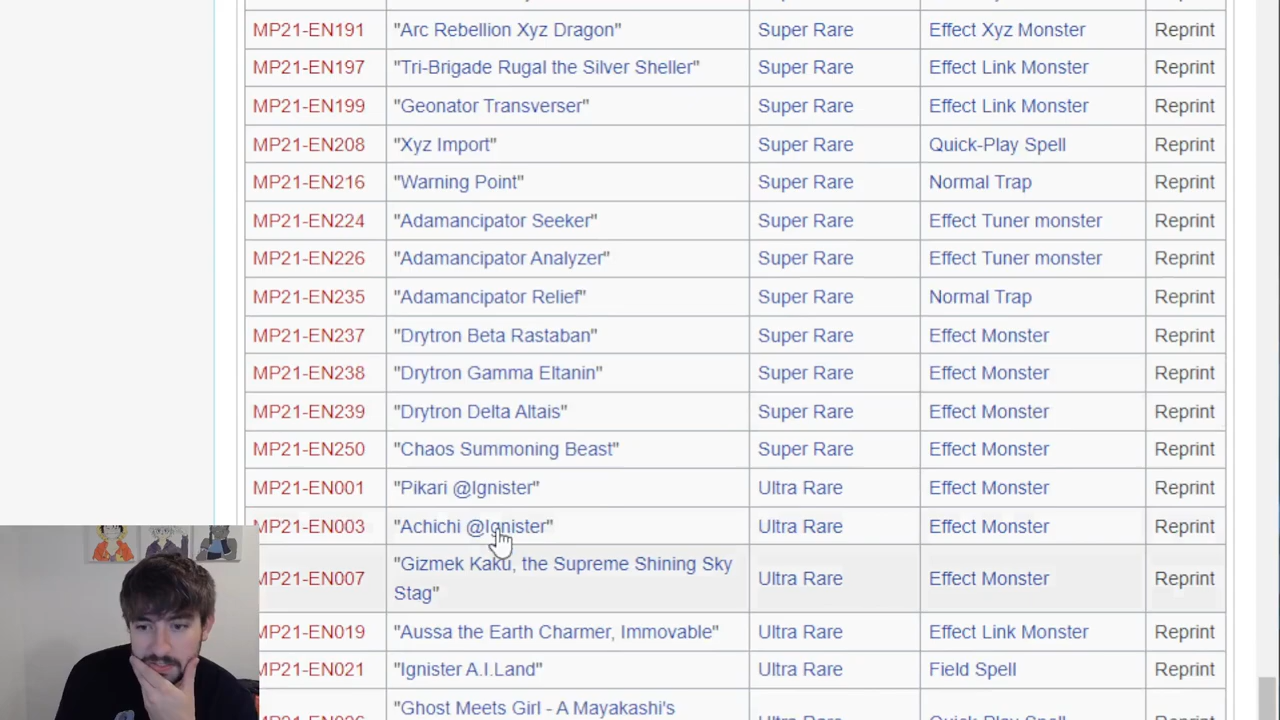 MP21-EN191 "Arc Rebellion Xyz Dragon" Super Rare Effect Xyz Monster Reprint
MP21-EN197 "Tri-Brigade Rugal the Silver Sheller" Super Rare Effect Link Monster Reprint
MP21-EN199 "Geonator Transverser" Super Rare Effect Link Monster Reprint
MP21-EN208 "Xyz Import" Super Rare Quick-Play Spell Reprint
MP21-EN216 "Warning Point" Super Rare Normal Trap Reprint
MP21-EN224 "Adamancipator Seeker" Super Rare Effect Tuner monster Reprint
MP21-EN226 "Adamancipator Analyzer" Super Rare Effect Tuner monster Reprint
MP21-EN235 "Adamancipator Relief" Super Rare Normal Trap Reprint
MP21-EN237 "Drytron Beta Rastaban" Super Rare Effect Monster Reprint
MP21-EN238 "Drytron Gamma Eltanin" Super Rare Effect Monster Reprint
MP21-EN239 "Drytron Delta Altais" Super Rare Effect Monster Reprint
MP21-EN250 "Chaos Summoning Beast" Super Rare Effect Monster Reprint
MP21-EN001 "Pikari @Ignister" Ultra Rare Effect Monster Reprint
MP21-EN003 "Achichi @Ignister" Ultra Rare Effect Monster Reprint
"Gizmek Kaku, the Supreme Shining Sky
MP21-EN007 Stag" Ultra Rare Effect Monster Reprint
MP21-EN019 "Aussa the Earth Charmer, Immovable" Ultra Rare Effect Link Monster Reprint
MP21-EN021 "Ignister A.I.Land" Ultra Rare Field Spell Reprint
"Ghost Meets Girl - A Mayakashi's
Ultra Rare Quick-Play Spell Reprint